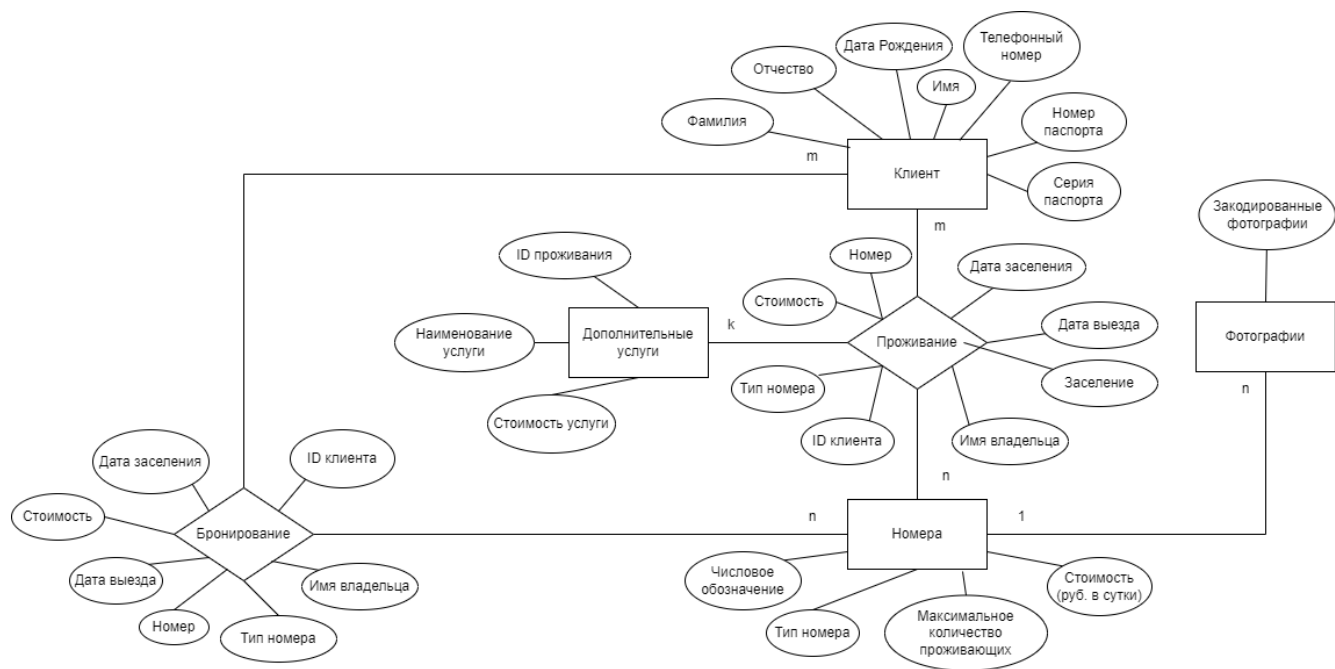 Дата Рождения
Телефонный
номер
Отчество
Имя
Фамилия
Номер
паспорта
m
Клиент
Серия
паспорта
Закодированные
фотографии
m
ID проживания
Номер
Дата заселения
Стоимость
Наименование
услуги
Дополнительные
услуги
k
Проживание
Дата выезда
Фотографии
Тип номера
Заселение
n
Стоимость услуги
ID клиента
Имя владельца
Дата заселения
ID клиента
n
Стоимость
Бронирование
n
Номера
1
Дата выезда
Имя владельца
Числовое
обозначение
Стоимость
(руб. в сутки)
Номер
Тип номера
Тип номера
Максимальное
количество
проживающих